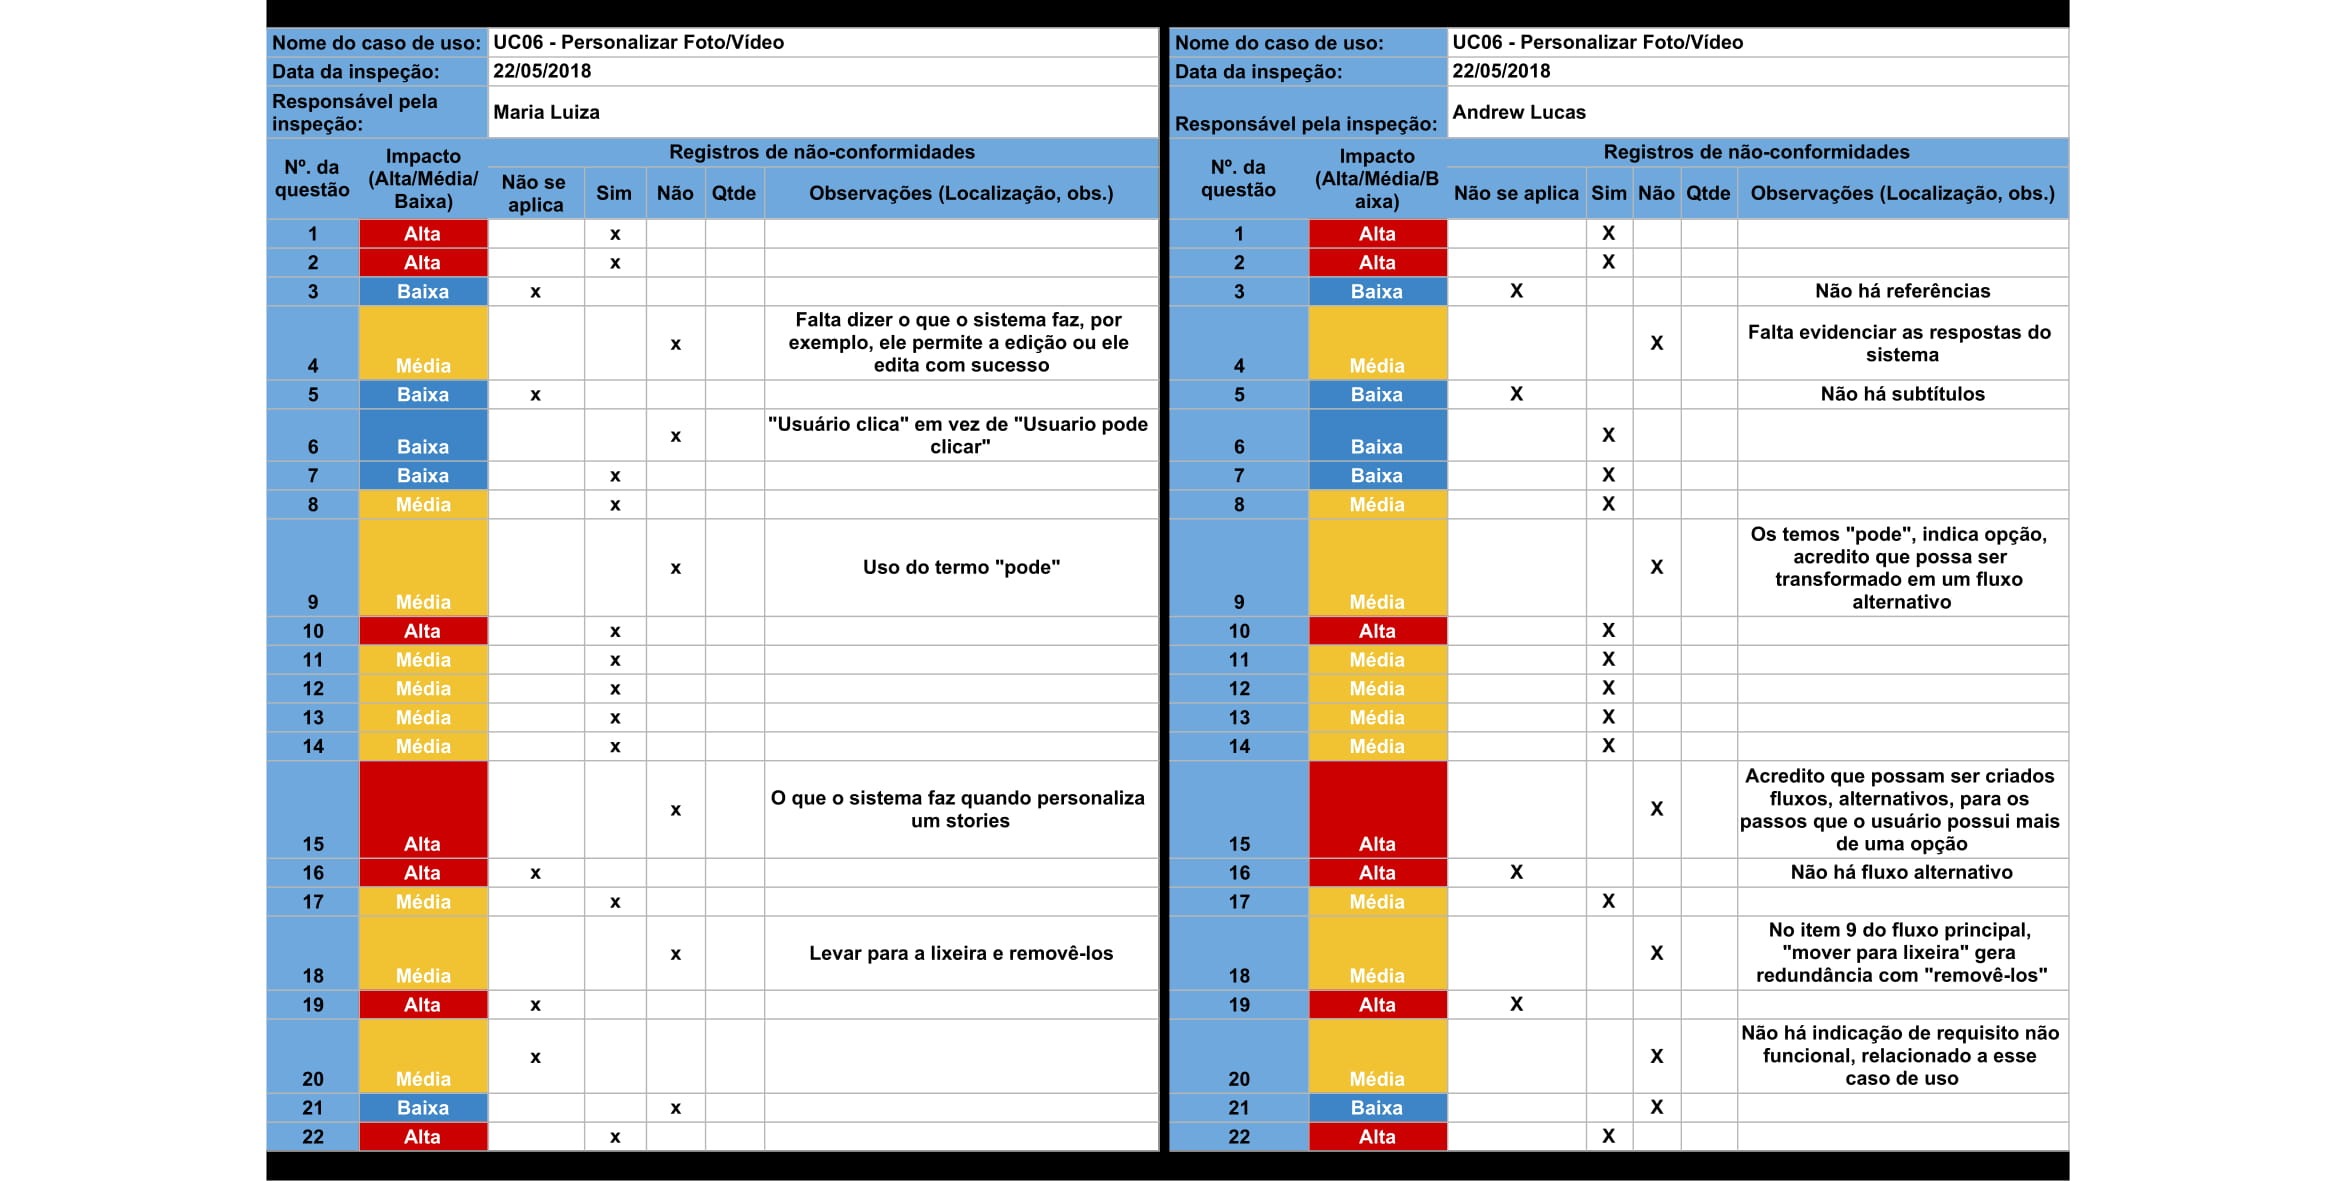 Nome do caso de uso: UC06 - Personalizar Foto/Vídeo
Data da inspeção: 22/05/2018
Responsável pela
inspeção:
Maria Luiza
Nº. da
questão
Impacto
(Alta/Média/
Baixa)
Registros de não-conformidades
Não se
aplica
Sim Não Qtde Observações (Localização, obs.)
1 Alta x
2 Alta x
3 Baixa x
4 Média x
Falta dizer o que o sistema faz, por
exemplo, ele permite a edição ou ele
edita com sucesso
5 Baixa x
6 Baixa x
"Usuário clica" em vez de "Usuario pode
clicar"
7 Baixa x
8 Média x
9 Média x Uso do termo "pode"
10 Alta x
11 Média x
12 Média x
13 Média x
14 Média x
15 Alta x
O que o sistema faz quando personaliza
um stories
16 Alta x
17 Média x
18 Média x Levar para a lixeira e removê-los
19 Alta x
20 Média x
21 Baixa x
22 Alta x
Nome do caso de uso: UC06 - Personalizar Foto/Vídeo
Data da inspeção: 22/05/2018
Responsável pela inspeção: Andrew Lucas
Nº. da
questão
Impacto
(Alta/Média/B
aixa)
Registros de não-conformidades
Não se aplica Sim Não Qtde Observações (Localização, obs.)
1 Alta X
2 Alta X
3 Baixa X Não há referências
4 Média X
Falta evidenciar as respostas do
sistema
5 Baixa X Não há subtítulos
6 Baixa X
7 Baixa X
8 Média X
9 Média X
Os temos "pode", indica opção,
acredito que possa ser
transformado em um fluxo
alternativo
10 Alta X
11 Média X
12 Média X
13 Média X
14 Média X
15 Alta X
Acredito que possam ser criados
fluxos, alternativos, para os
passos que o usuário possui mais
de uma opção
16 Alta X Não há fluxo alternativo
17 Média X
18 Média X
No item 9 do fluxo principal,
"mover para lixeira" gera
redundância com "removê-los"
19 Alta X
20 Média X
Não há indicação de requisito não
funcional, relacionado a esse
caso de uso
21 Baixa X
22 Alta X